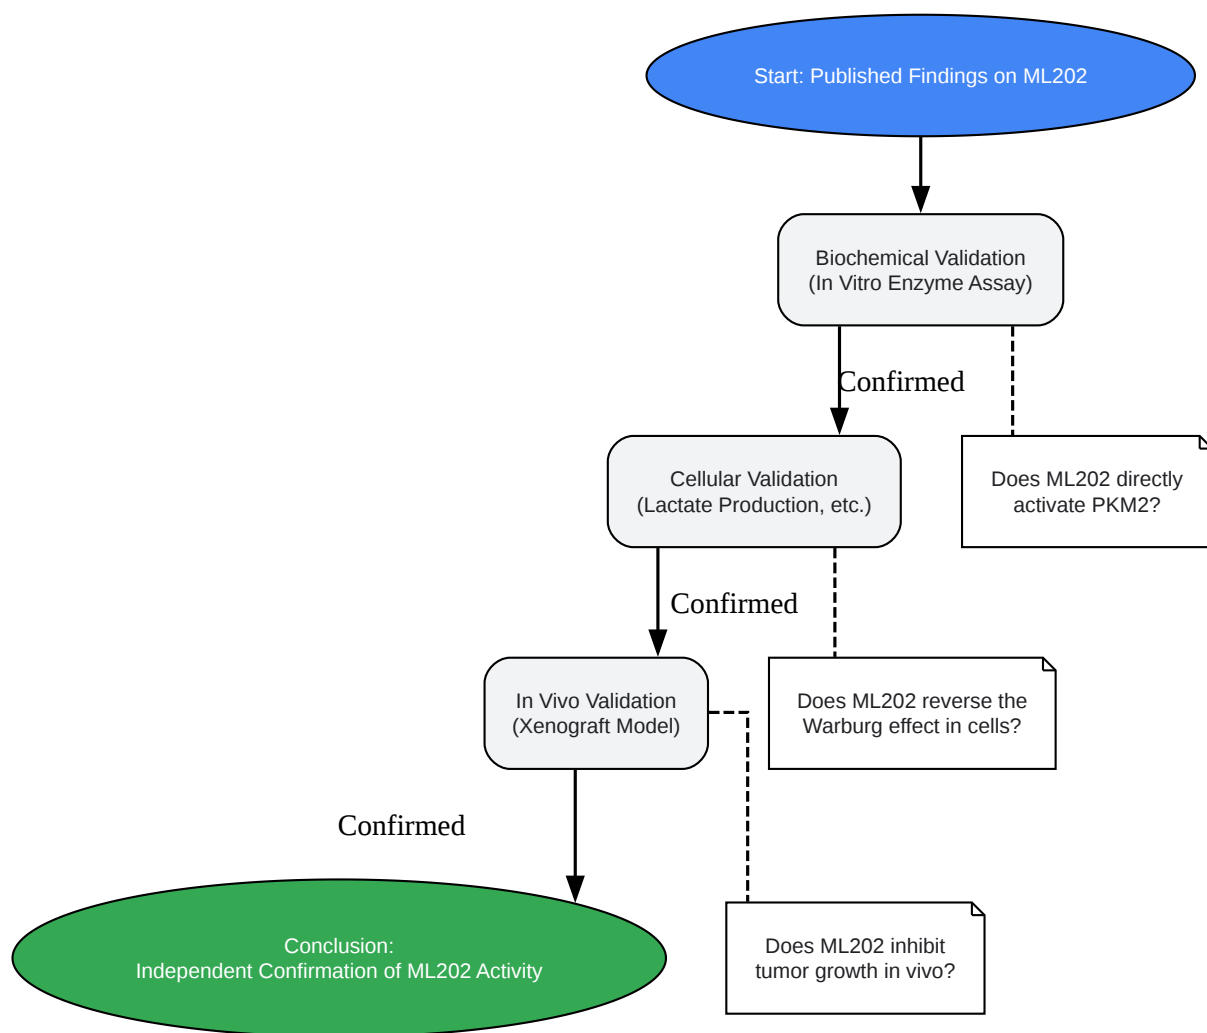 Start: Published Findings on ML202
Biochemical Validation
(In Vitro Enzyme Assay)
Confirmed
Cellular Validation
(Lactate Production, etc.)
Does ML202 directly
activate PKM2?
Confirmed
In Vivo Validation
(Xenograft Model)
Does ML202 reverse the
Warburg effect in cells?
Confirmed
Conclusion:
Independent Confirmation of ML202 Activity
Does ML202 inhibit
tumor growth in vivo?